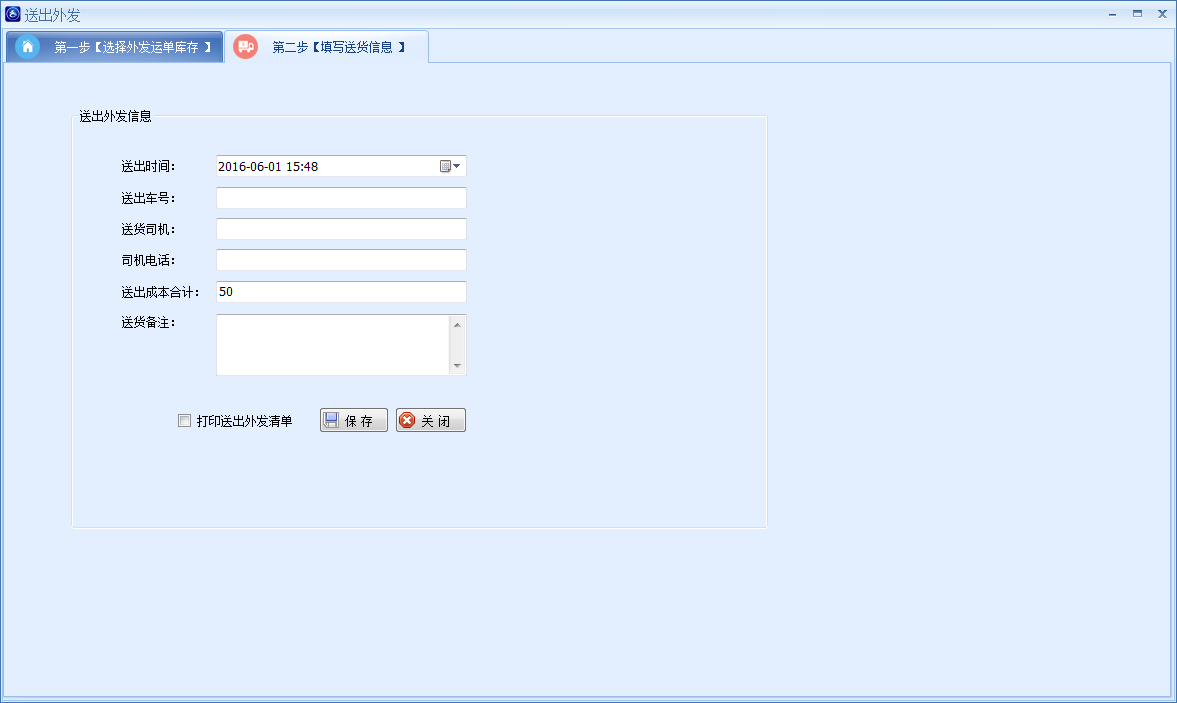 送出外发
第一步【选择外发运单库存 】
第二步【填写送货信息 】
送出外发信息
送出时间：
2016-06-01 15:48
送出车号：
送货司机：
司机电话：
送出成本合计：
50
送货备注：
打印送出外发清单
保 存
关 闭